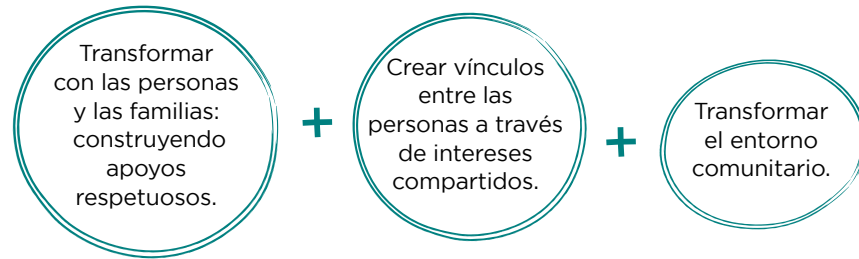 Transformar
con las personas
y las familias:
construyendo
apoyos
respetuosos.
+
Crear vínculos
entre las
personas a través
de intereses
compartidos.
+
Transformar
el entorno
comunitario.